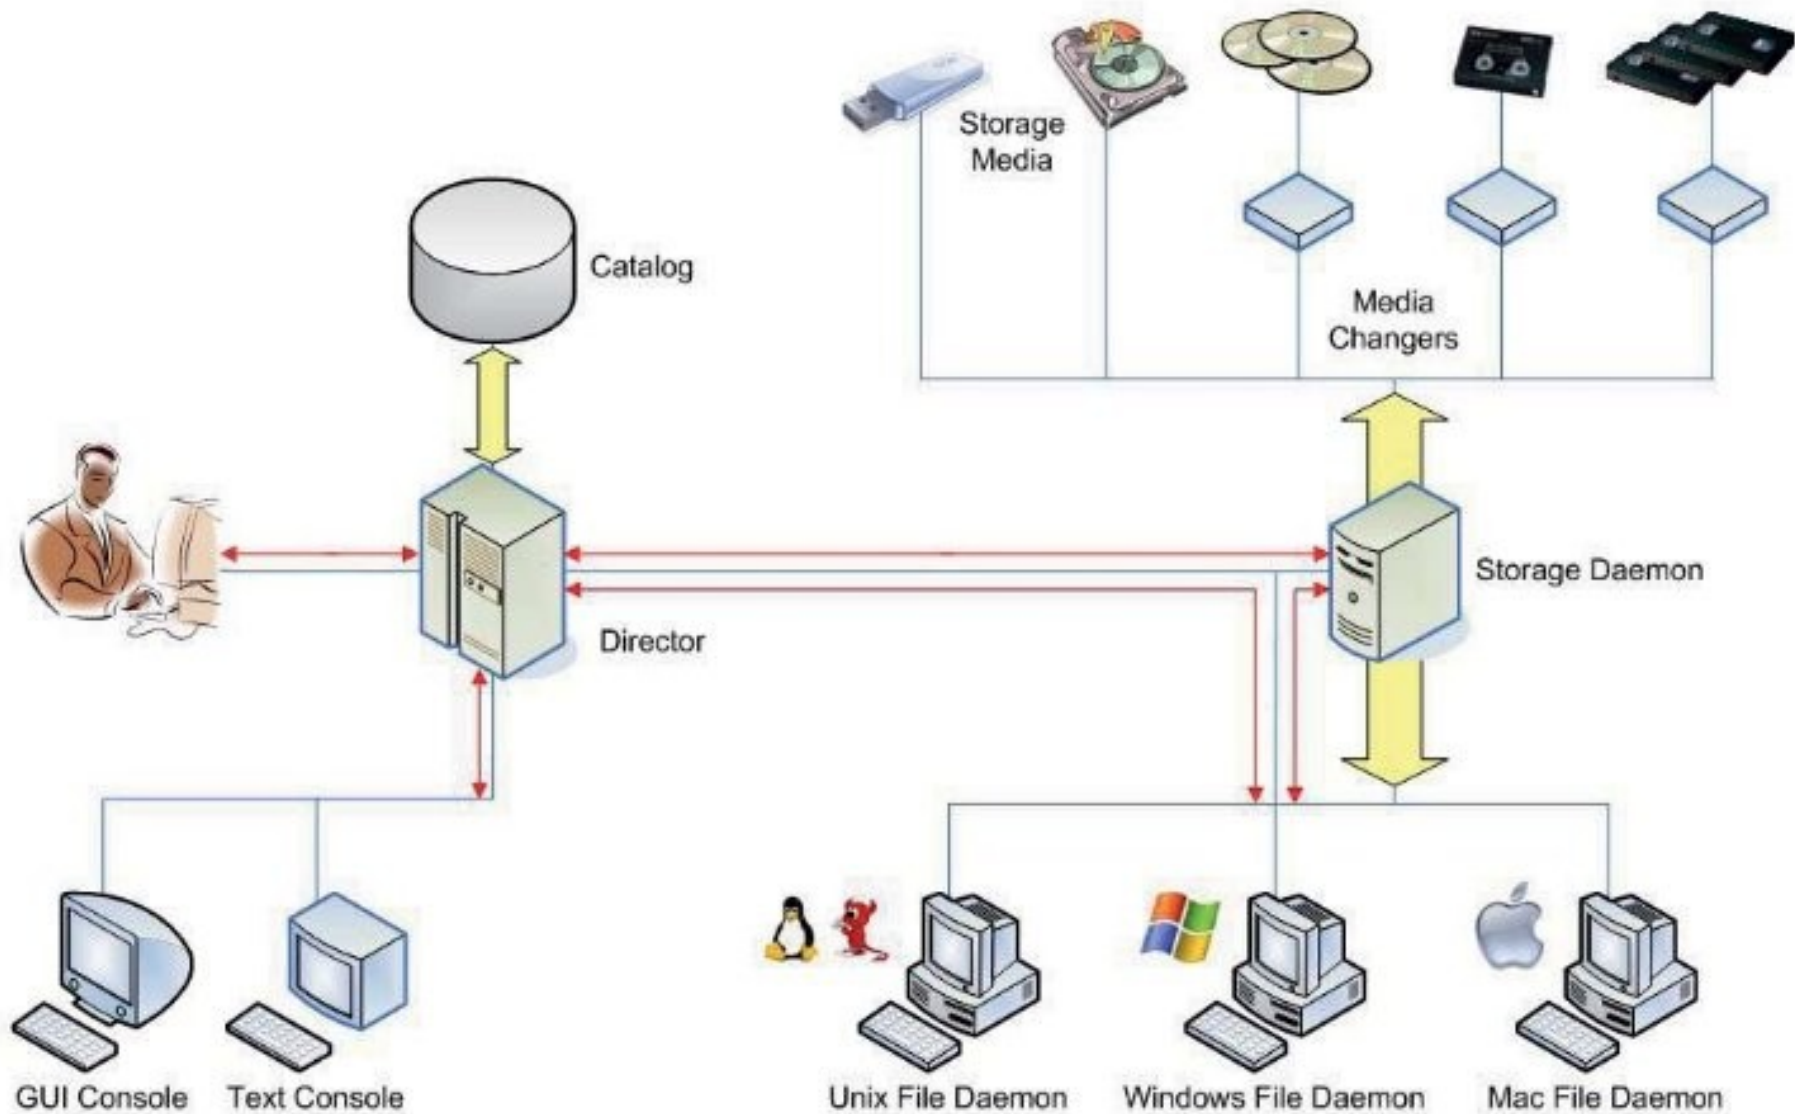 Storage
Media
Catalog
Media
Changers
Storage Daemon
Director
GUI Console
Text Console
Unix File Daemon
Windows File Daemon
Mac File Daemon